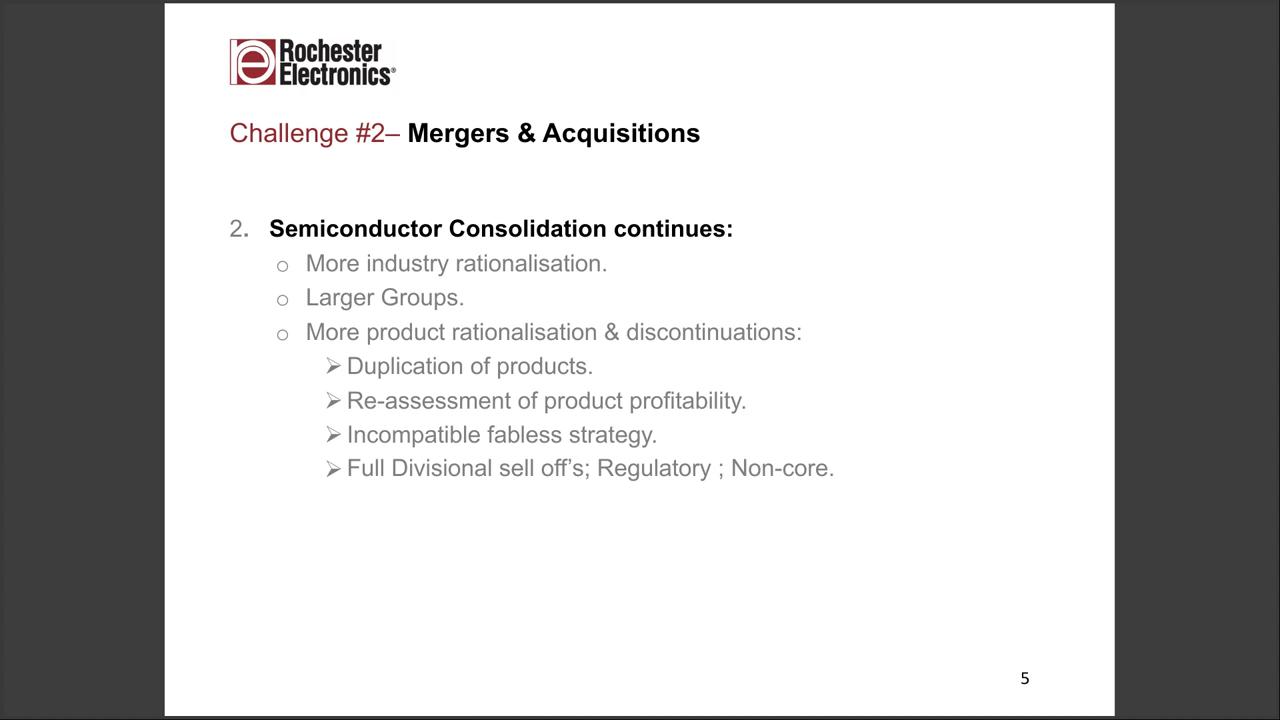 Rochester
Electronics®
Challenge #2– Mergers & Acquisitions
2. Semiconductor Consolidation continues:
o More industry rationalisation.
o Larger Groups.
o More product rationalisation & discontinuations:
➢ Duplication of products.
➢ Re-assessment of product profitability.
➢ Incompatible fabless strategy.
➢ Full Divisional sell off’s; Regulatory ; Non-core.
5